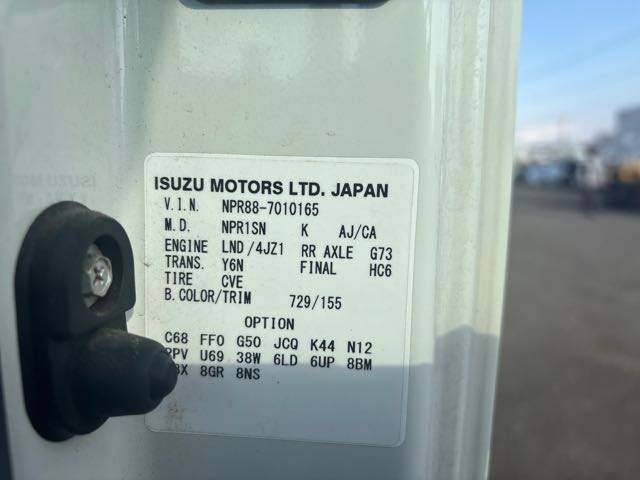 ISUZU MOTORS LTD. JAPAN
V.I.N. NPR88-7010165
M.D. NPR1SN K AJ/CA
ENGINE LND/4JZ1 RR AXLE G73
TRANS. Y6N FINAL HC6
TIRE CVE
B.COLOR/TRIM 729/155
OPTION
C68 FF0 G50 JCQ K44 N12
U69 38W 6LD 6UP 8BM
8GR 8NS